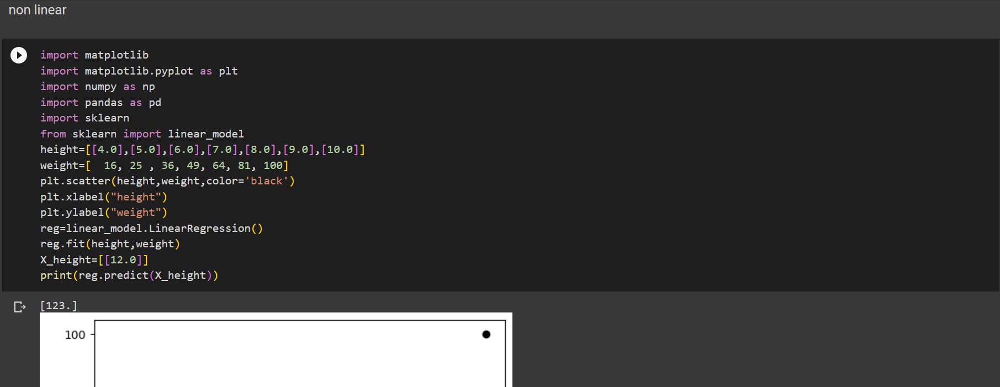 non linear
import matplotlib
import matplotlib.pyplot as plt
import numpy as np
import pandas as pd
import sklearn
from sklearn import linear_model
height=[[4.0],[5.0],[6.0],[7.0],[8.0],[9.0],[10.0]]
weight=[  16, 25 , 36, 49, 64, 81, 100]
plt.scatter(height,weight,color='black')
plt.xlabel("height")
plt.ylabel("weight")
reg=linear_model.LinearRegression()
reg.fit(height,weight)
X_height=[[12.0]]
print(reg.predict(X_height))
[123.]
100